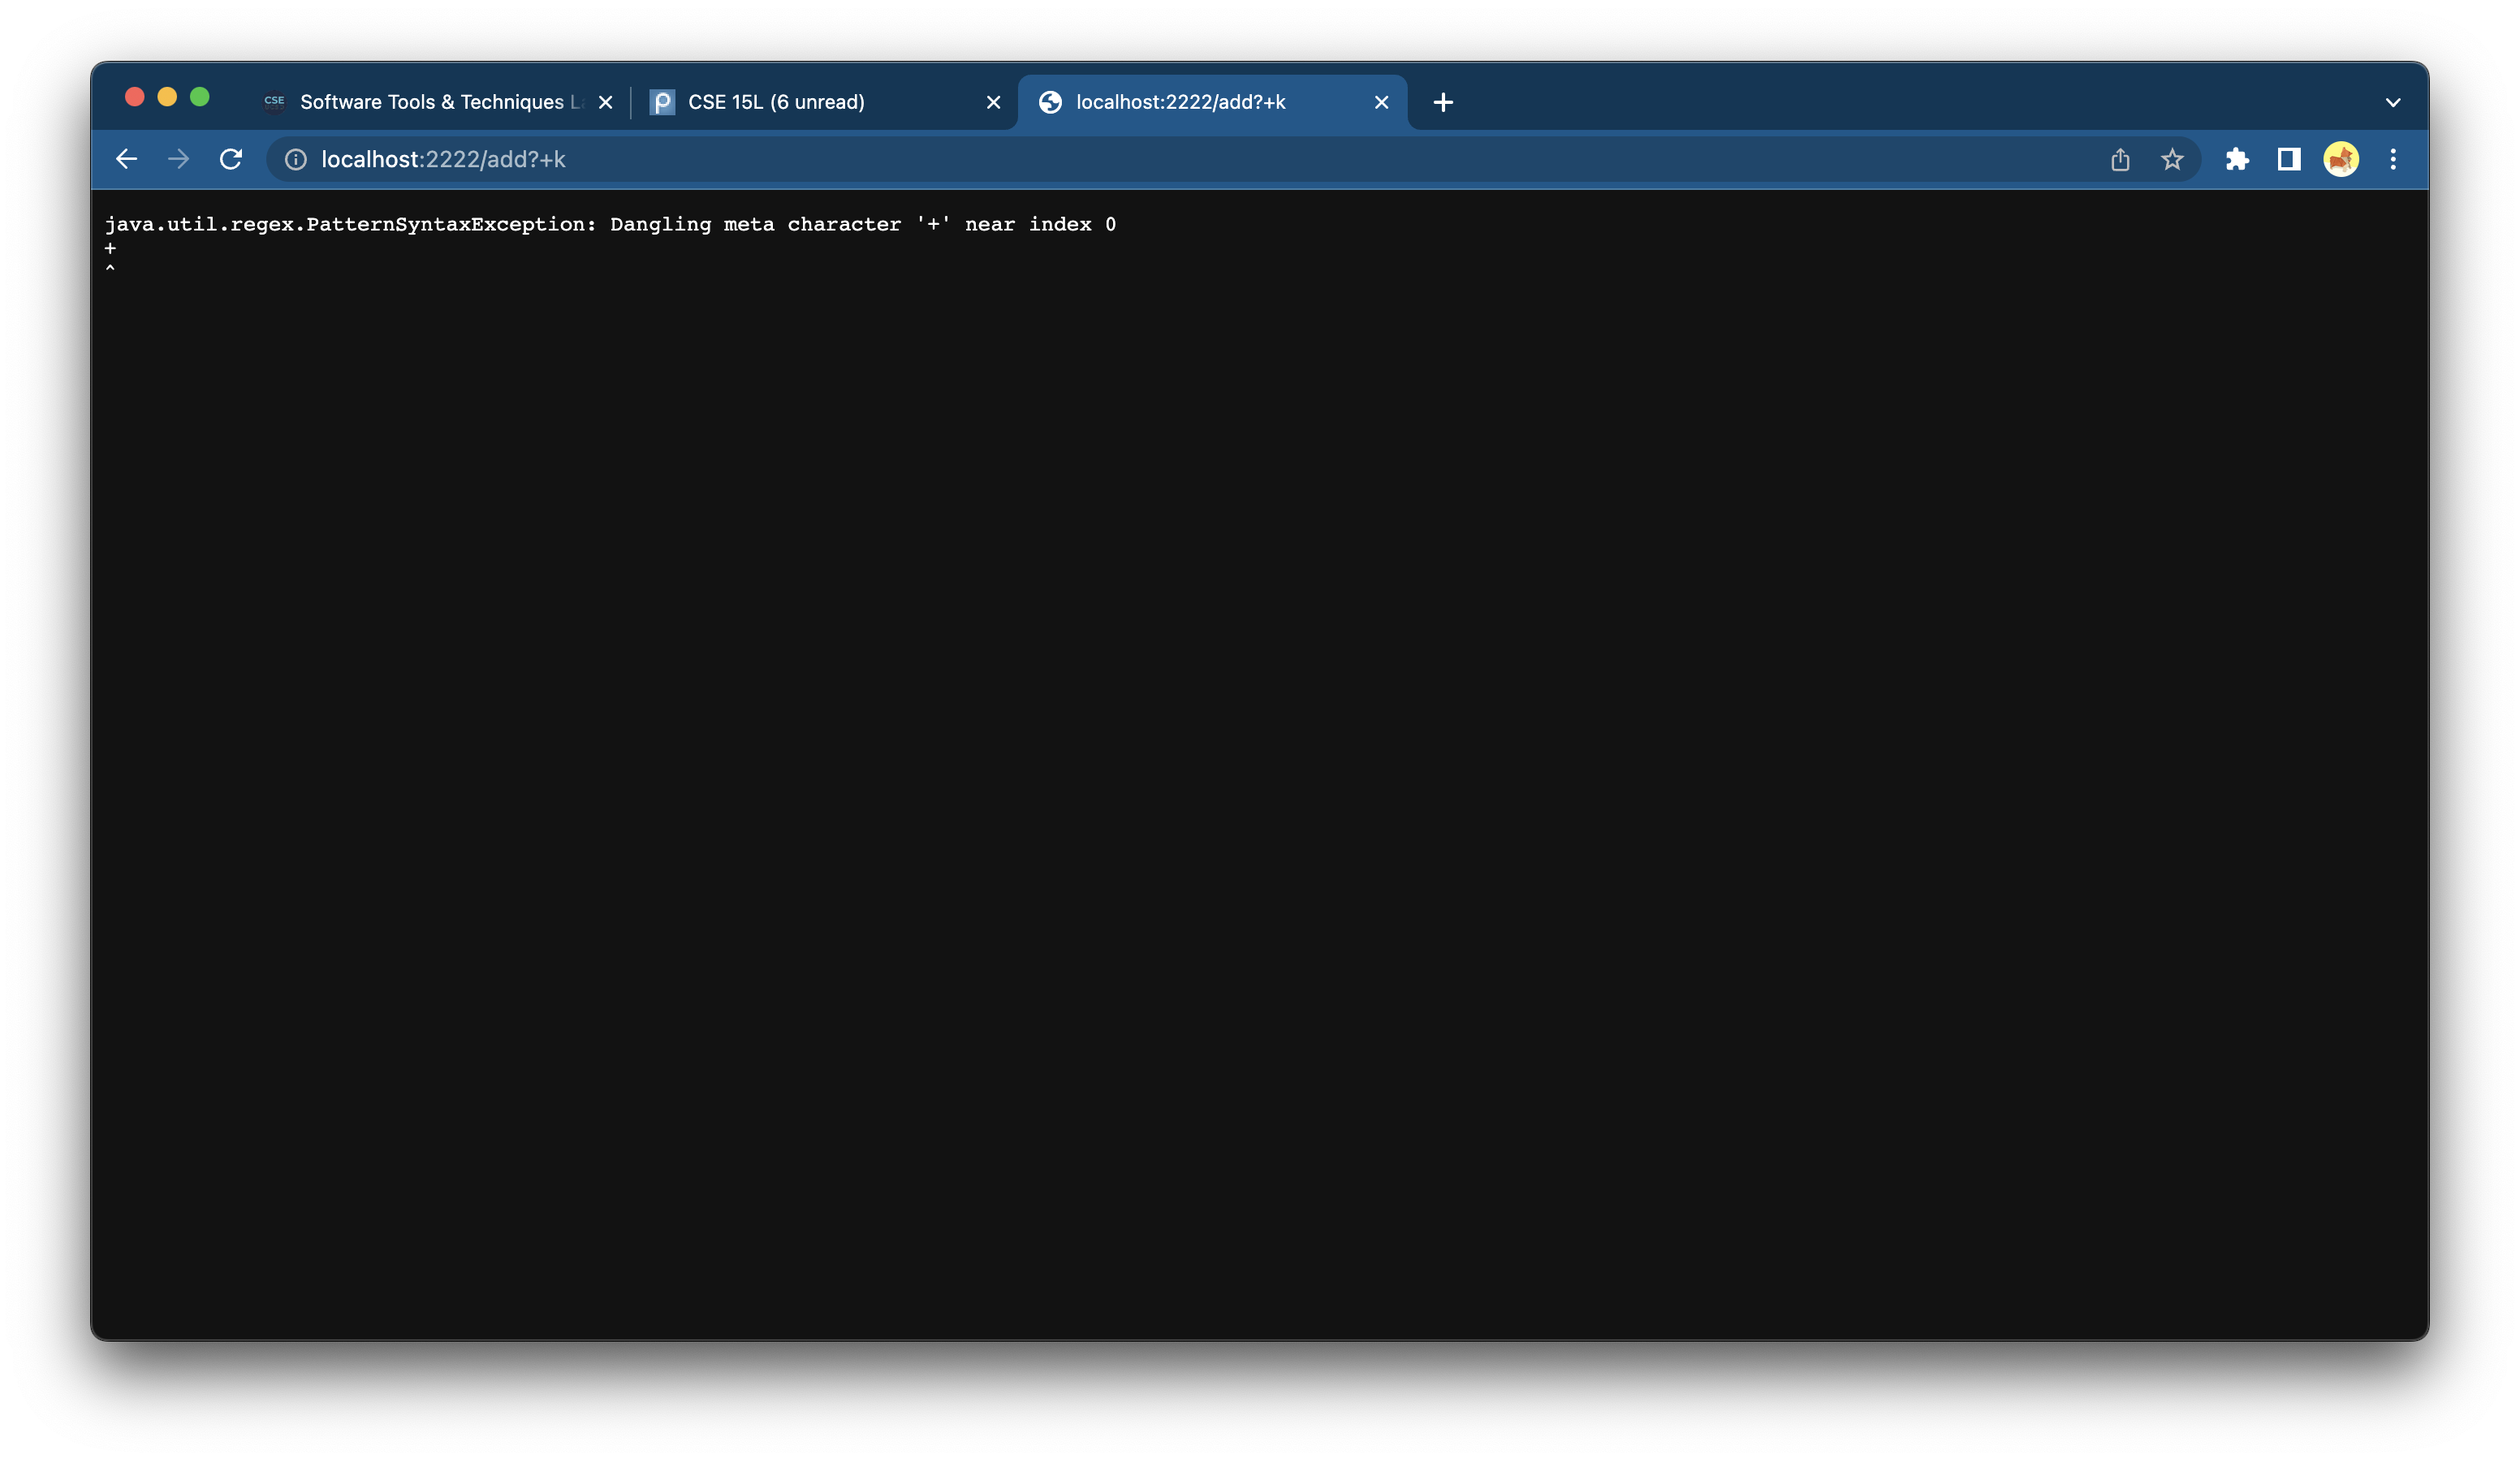 CSE Software Tools & Techniques L
CSE 15L (6 unread)
localhost:2222/add?+k
localhost:2222/add?+k
java.util.regex.PatternSyntaxException: Dangling meta character '+' near index 0
+
^